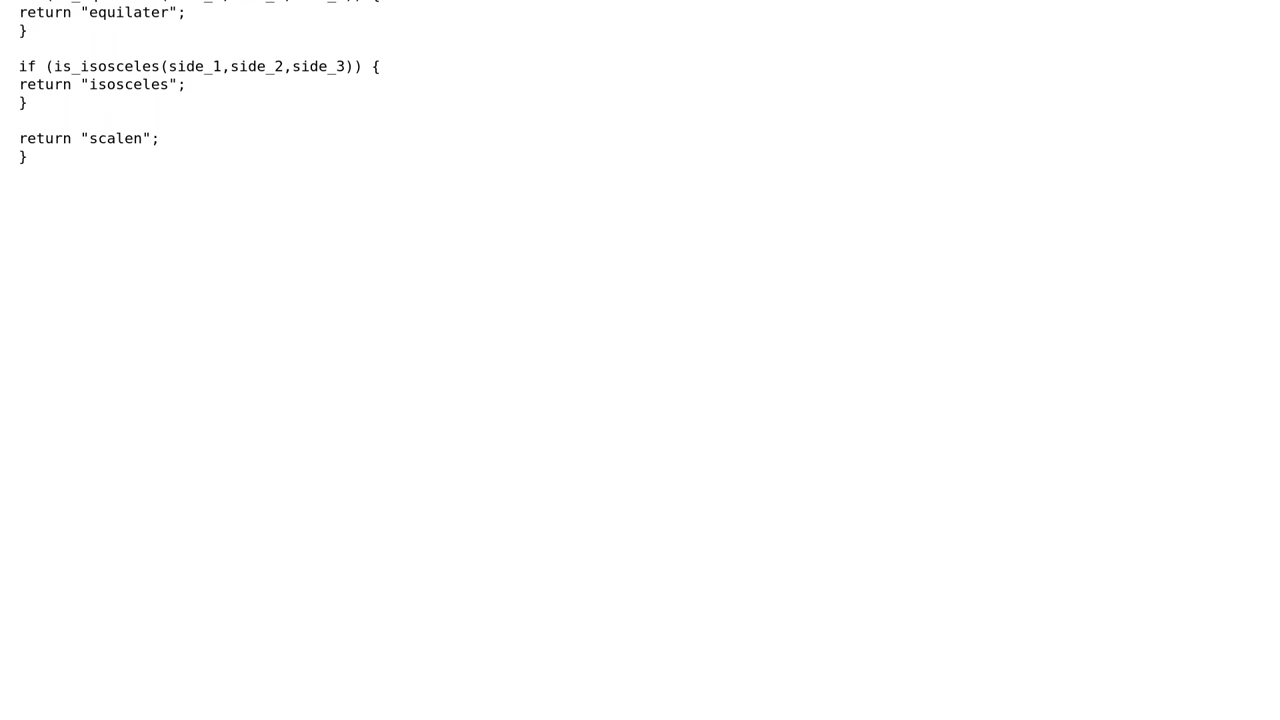 return "equilater";
}
if (is_isosceles(side_1,side_2,side_3)) {
return "isosceles";
}
return "scalen";
}